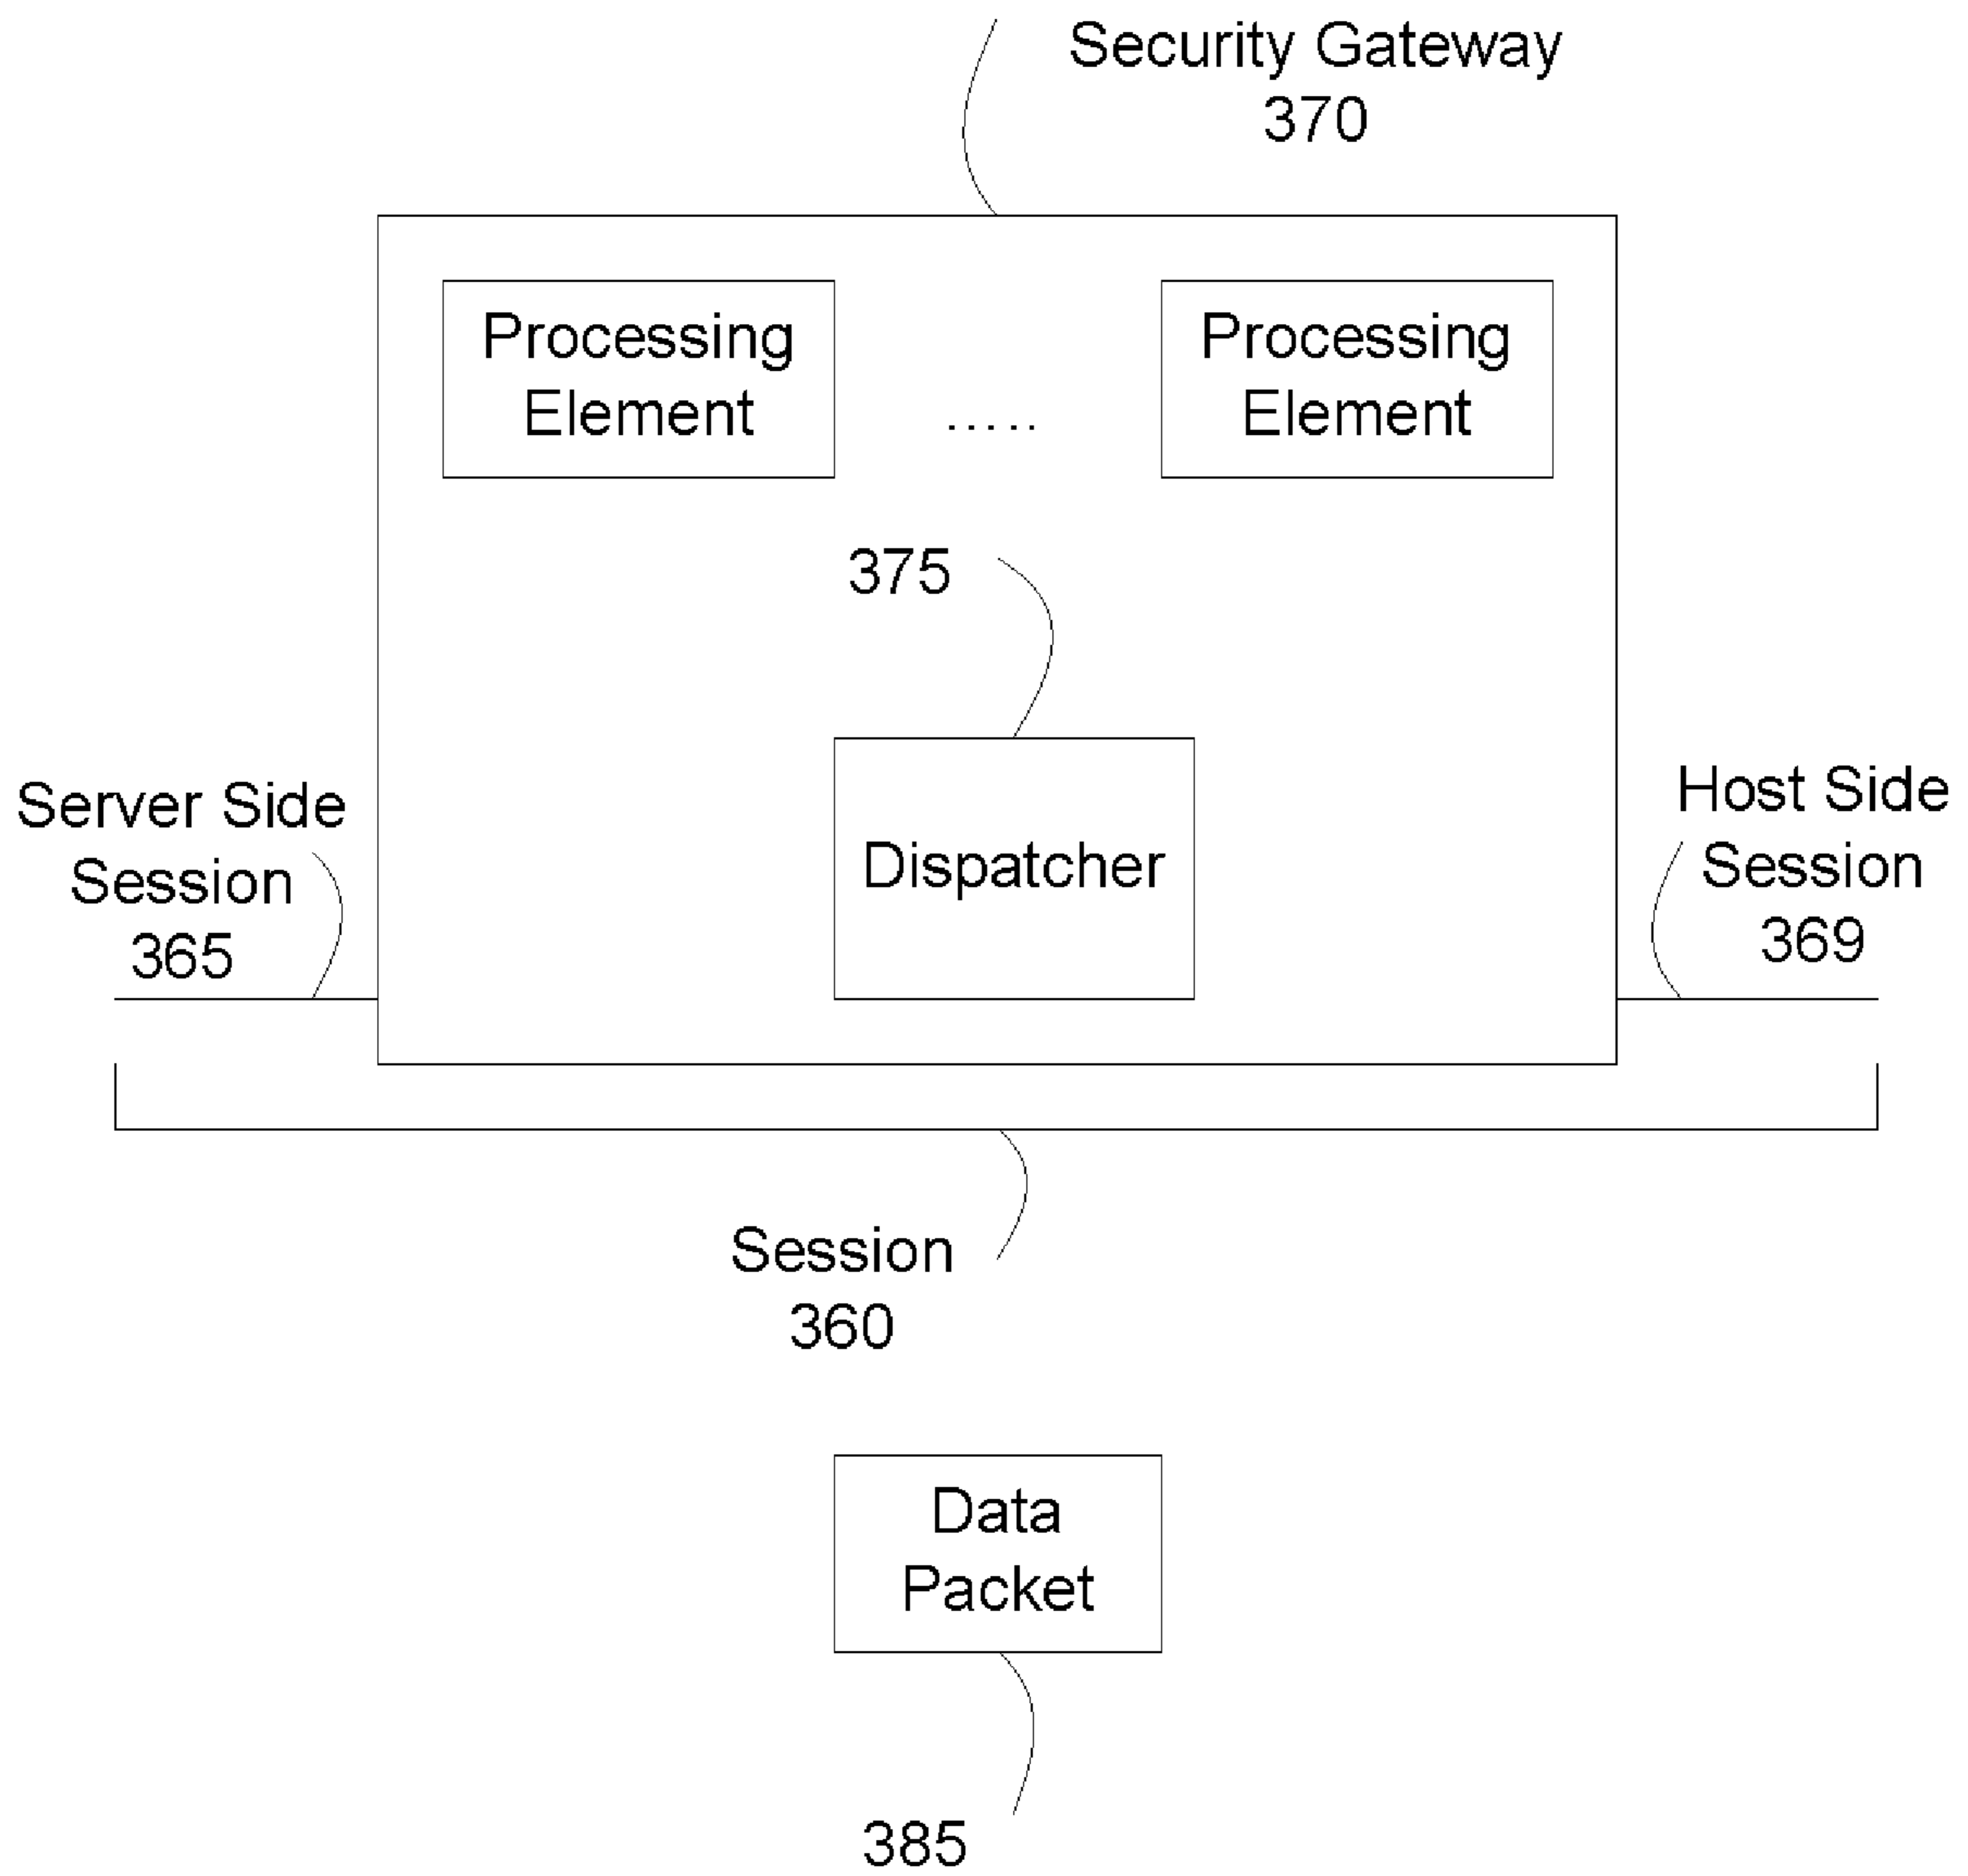 Security Gateway
370
Processing
Element
.....
Processing
Element
375
Dispatcher
Server Side
Session
365
Host Side
Session
369
Session
360
Data
Packet
385